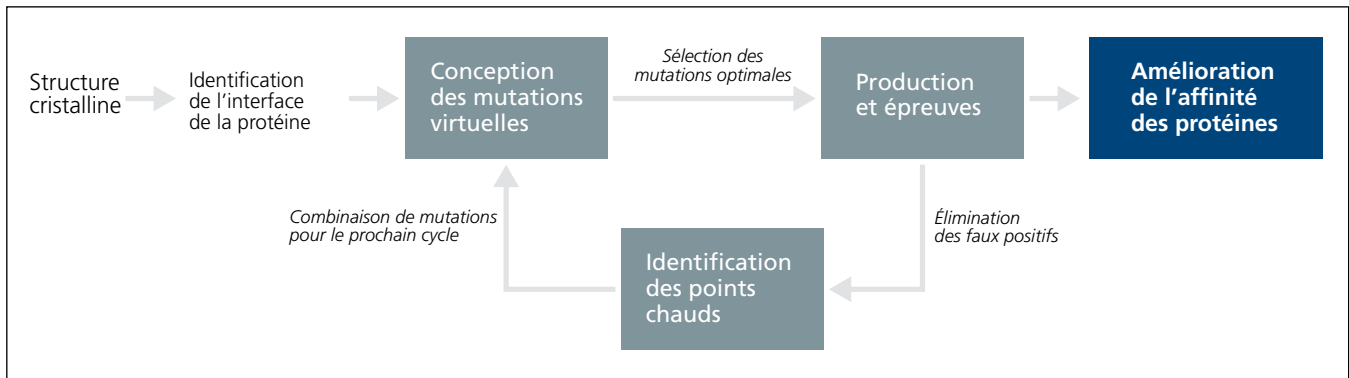 Structure
cristalline
Identification
de l’interface
de la protéine
Conception
des mutations
virtuelles
Sélection des
mutations optimales
Production
et épreuves
Amélioration
de l’affinité
des protéines
Combinaison de mutations
pour le prochain cycle
Élimination
des faux positifs
Identification
des points
chauds